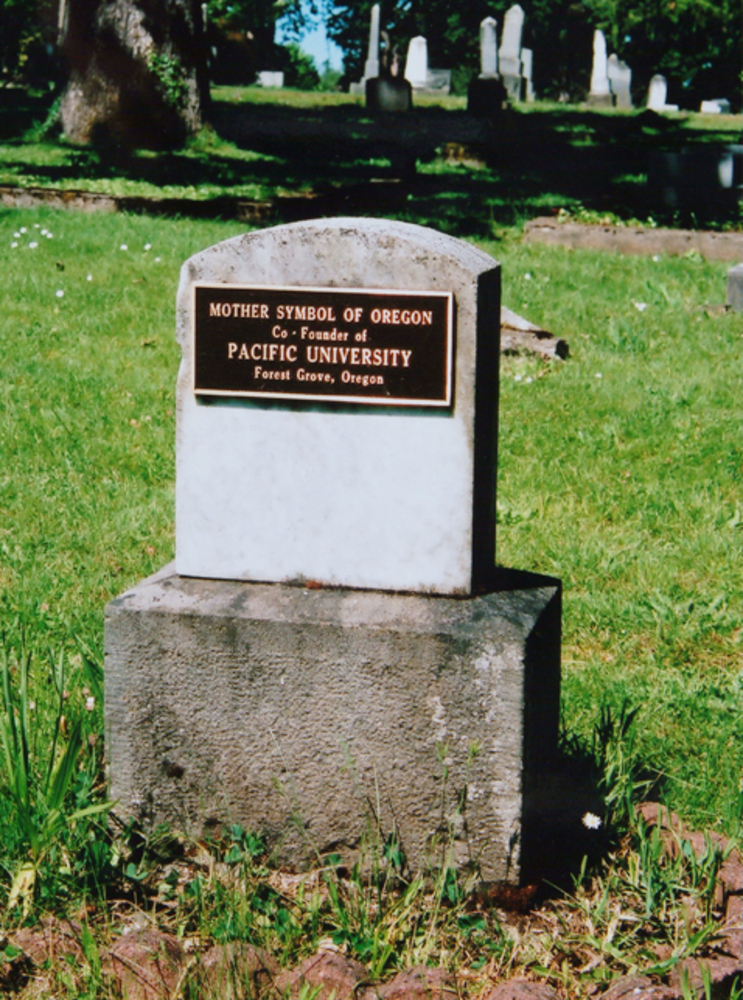 MOTHER SYMBOL OF OREGON
Co - Founder of
PACIFIC UNIVERSITY
Forest Grove, Oregon